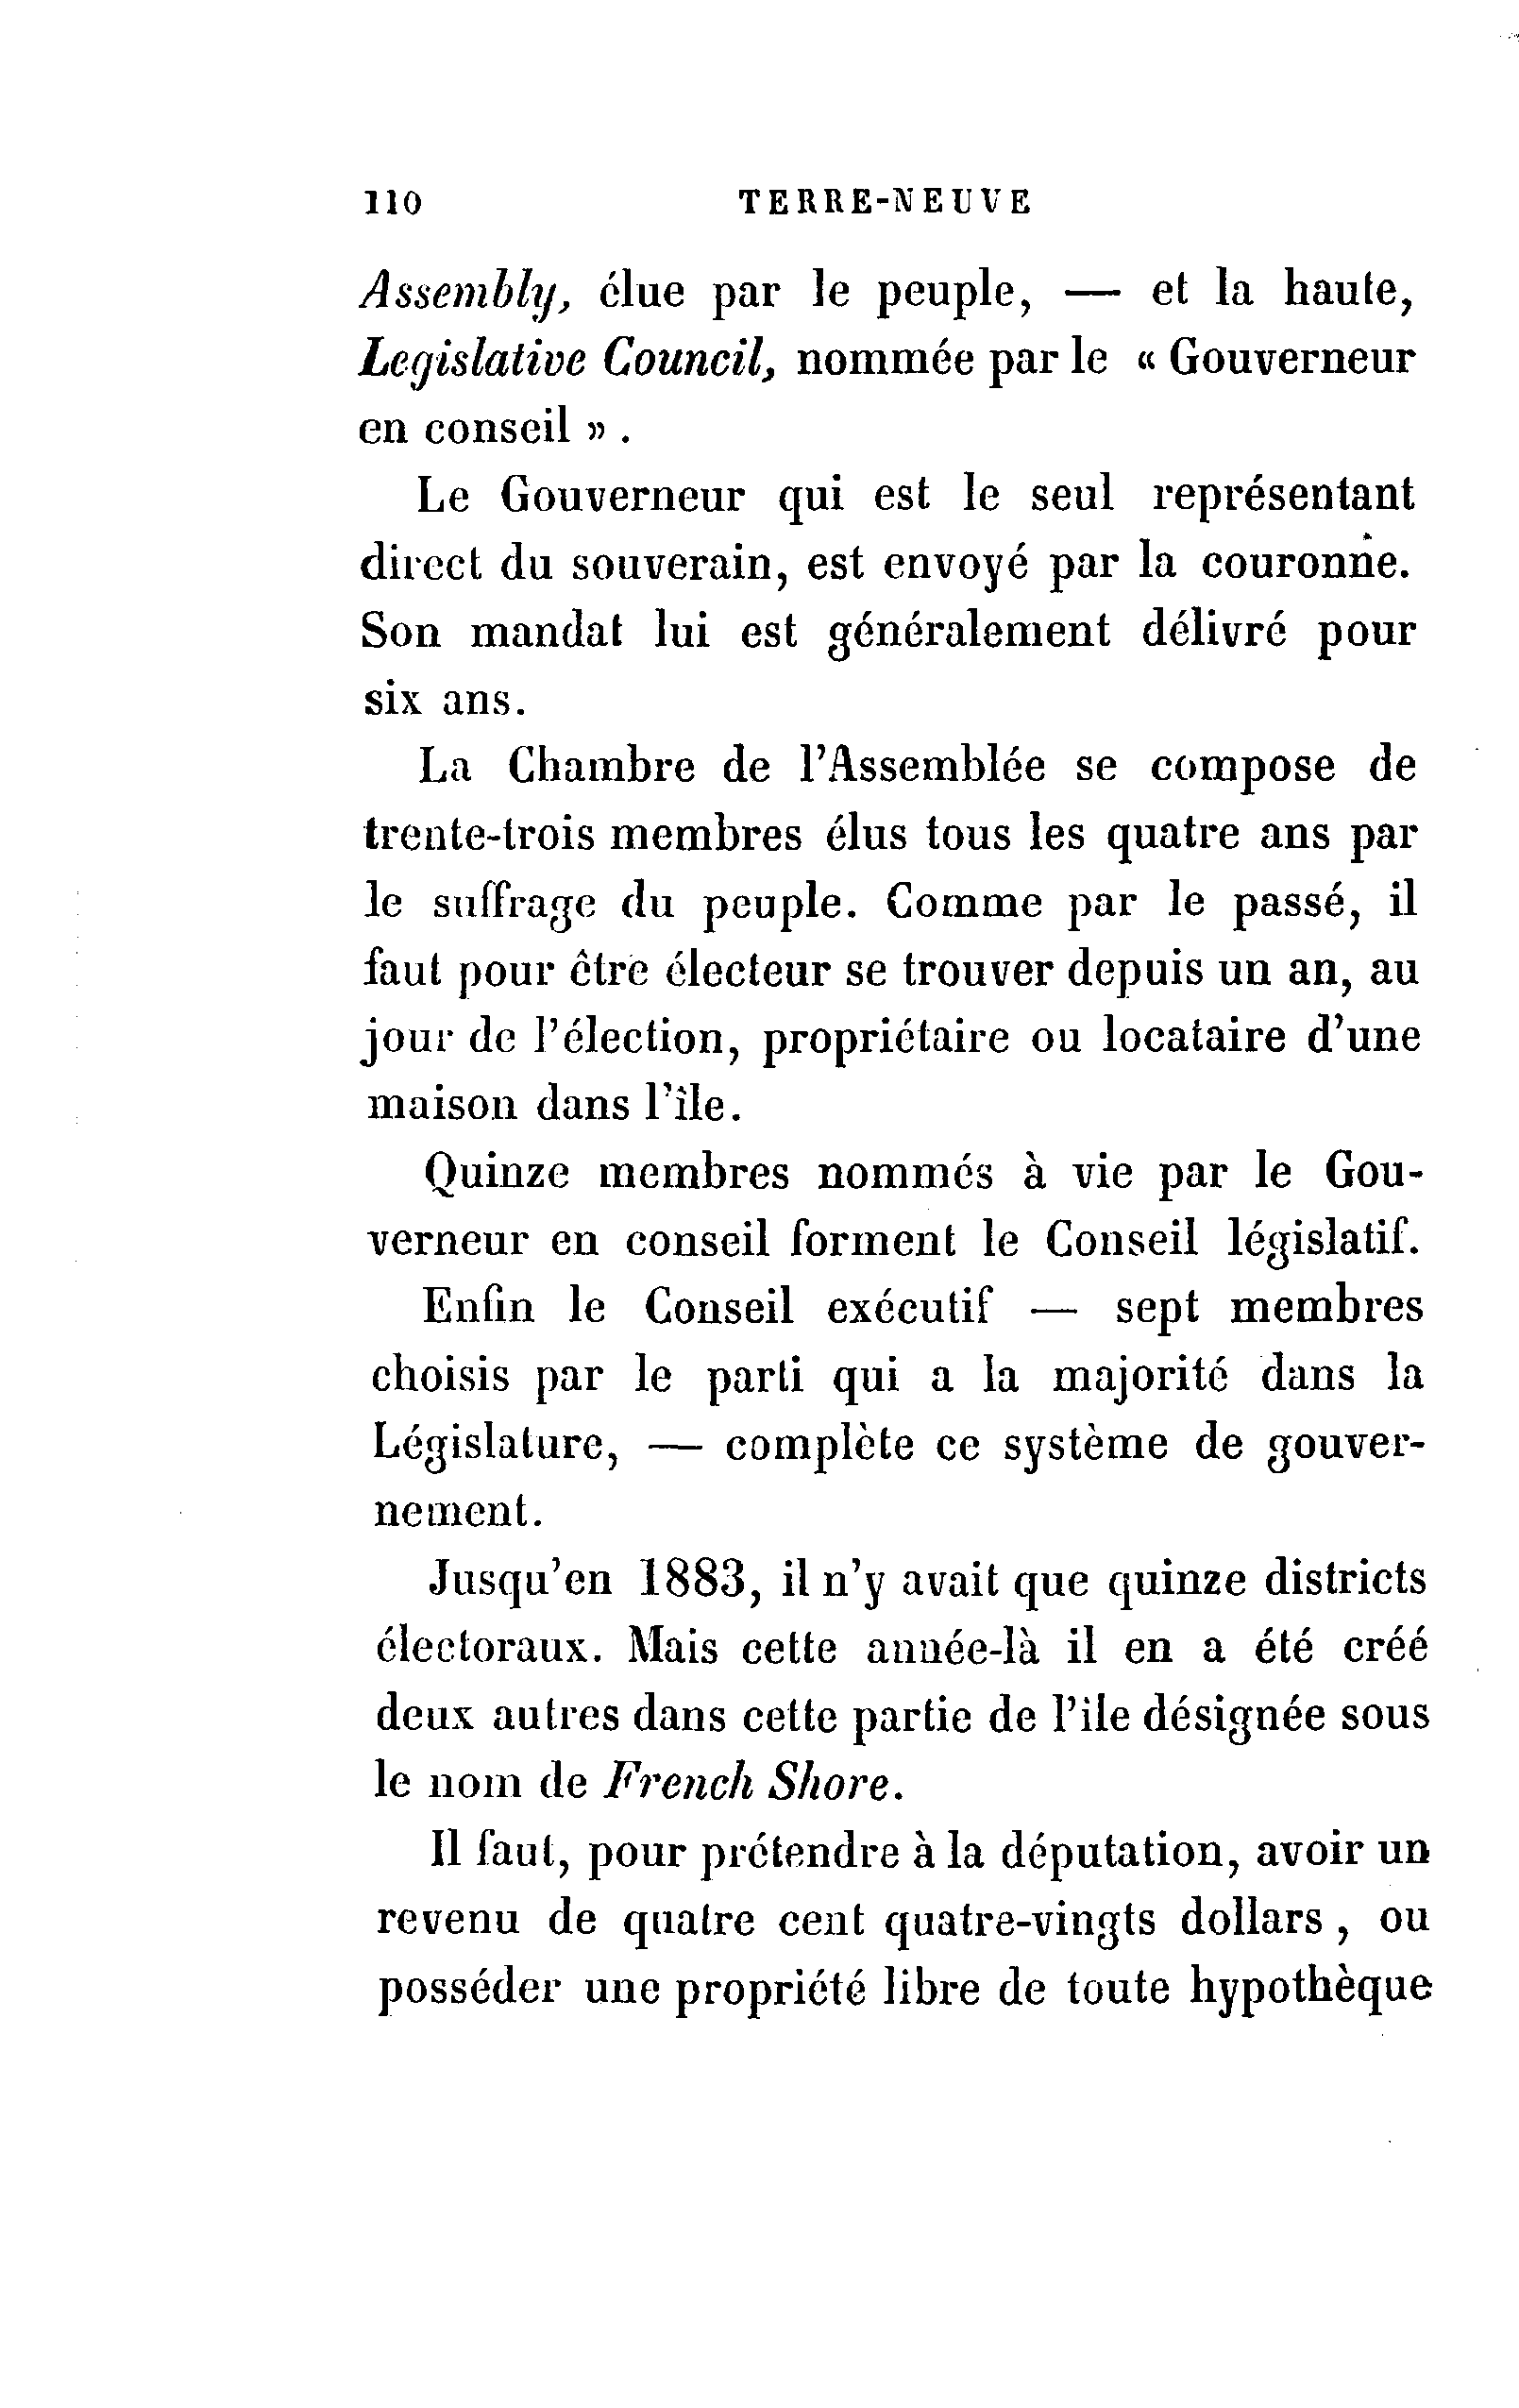 110 TERRE-NEUVE
Assembly, élue par le peuple, — et la haute,
Legislative Council, nommée par le « Gouverneur
en conseil » .
Le Gouverneur qui est le seul représentant
direct du souverain, est envoyé par la couronne.
Son mandat lui est généralement délivré pour
six ans.
La Chambre de l'Assemblée se compose de
trente-trois membres élus tous les quatre ans par
le suffrage du peuple. Comme par le passé, il
faut pour être électeur se trouver depuis un an, au
jour de l'élection, propriétaire ou locataire d'une
maison dans l'île.
Quinze membres nommés à vie par le Gou-
verneur en conseil forment le Conseil législatif.
Enfin le Conseil exécutif — sept membres
choisis par le parti qui a la majorité dans la
Législature, — complète ce système de gouver-
nement.
Jusqu'en 1883, il n'y avait que quinze districts
électoraux. Mais cette année-là il en a été créé
deux autres dans cette partie de l'ile désignée sous
le nom de French Shore.
Il faut, pour prétendre à la députation, avoir un
revenu de quatre cent quatre-vingts dollars , ou
posséder une propriété libre de toute hypothèque